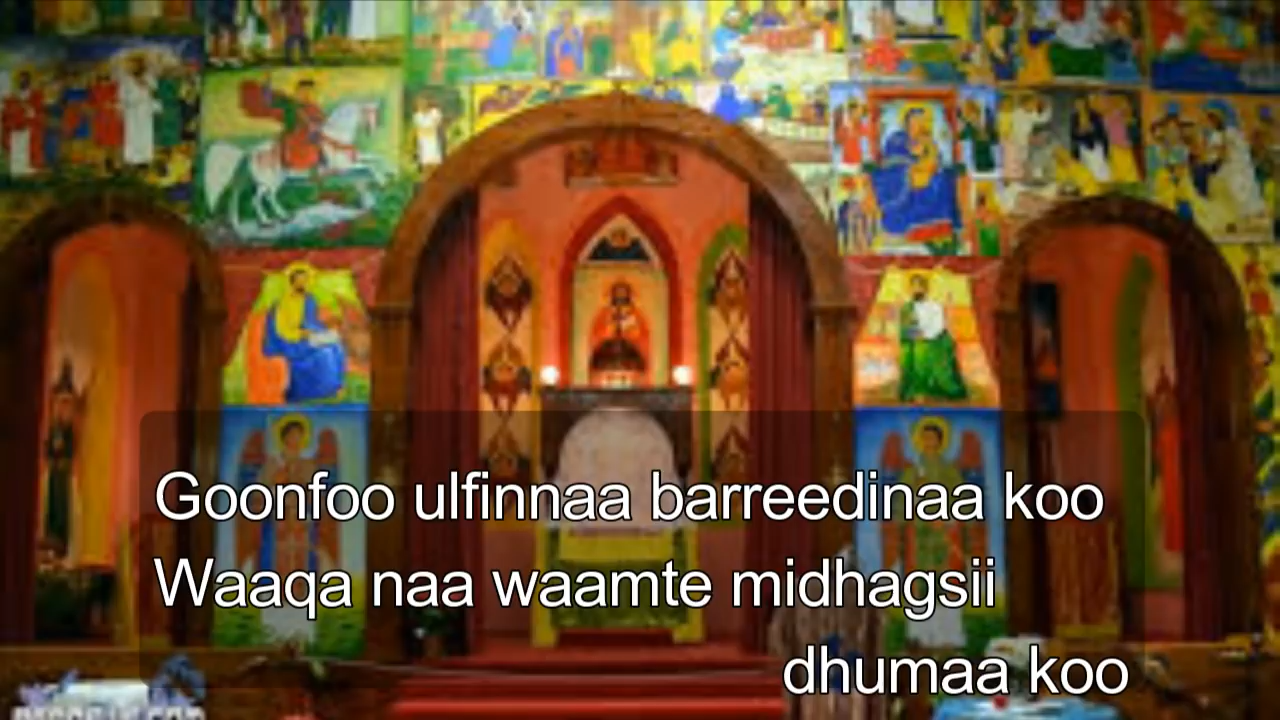 Goonfoo ulfinnaa barreedinaa koo
Waaqa naa waamte midhagsii
dhumaa koo